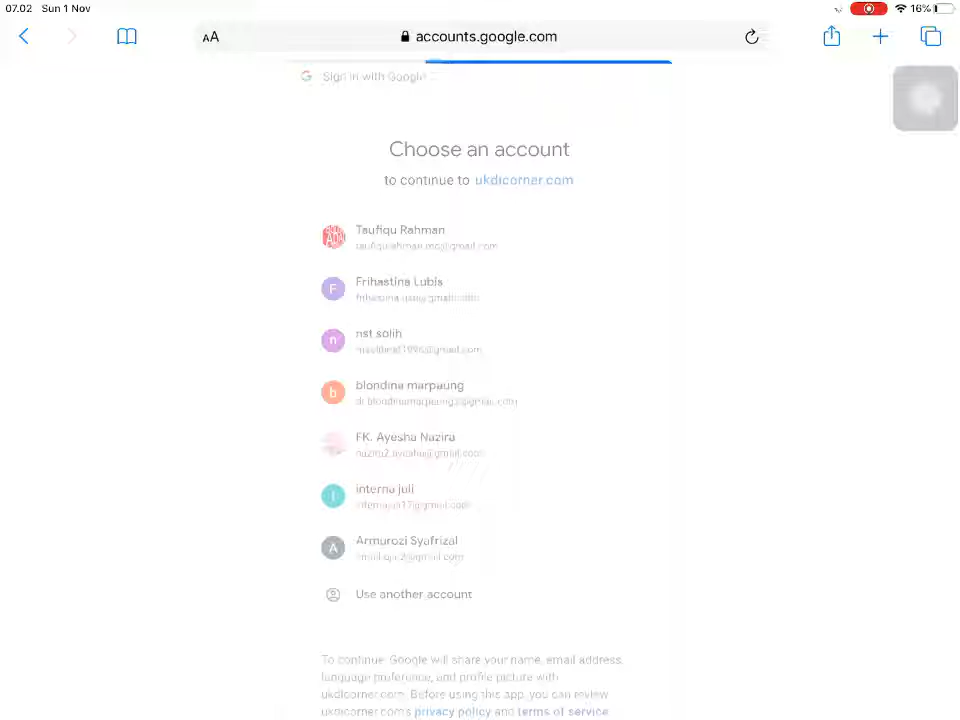 07.02 Sun 1 Nov
16%
AA
accounts.google.com
G Sign in with Google
Choose an account
to continue to ukdicorner.com
Taufiqu Rahman
F
Frihastina Lubis
n
nst solih
b
blondina marpaung
FK. Ayesha Nazira
interna juli
A
Armurozi Syafrizal
Use another account
To continue, Google will share your name, email address,
language preference, and profile picture with
ukdicorner.com. Before using this app, you can review
ukdicorner.com's privacy policy and terms of service.